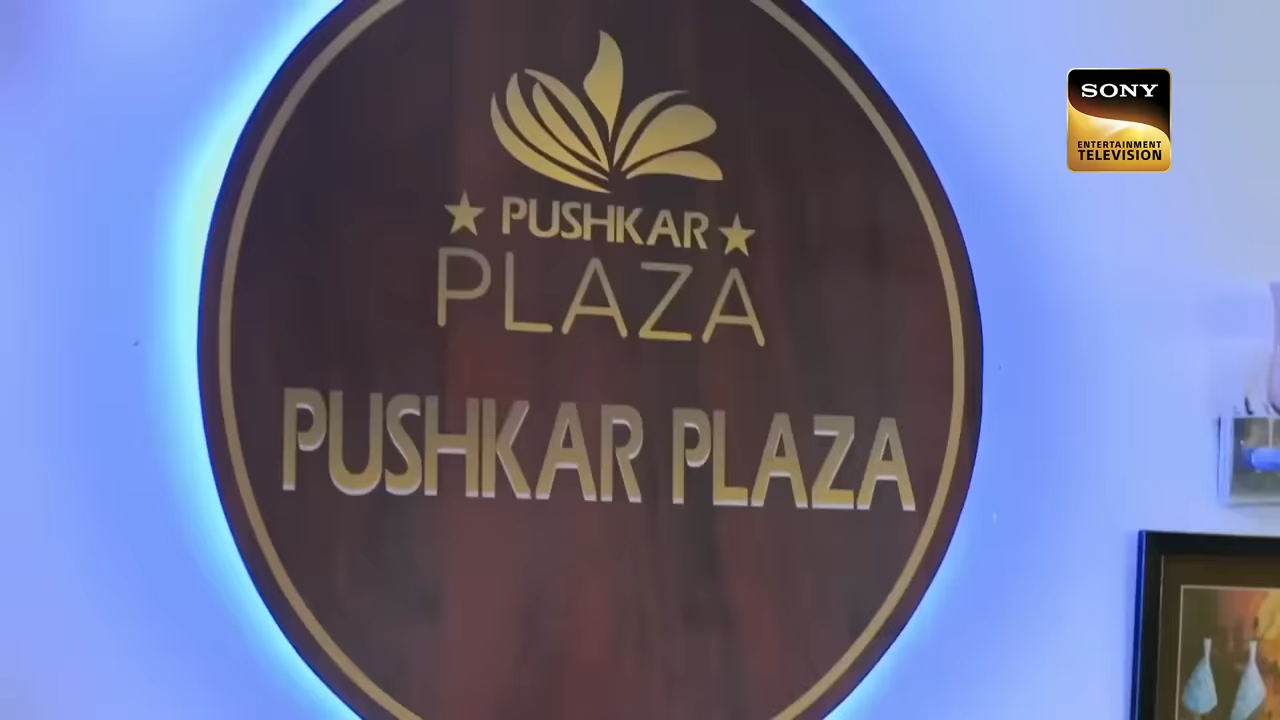 SONY
ENTERTAINMENT
TELEVISION
PUSHKAR
PLAZA
PUSHKAR PLAZA